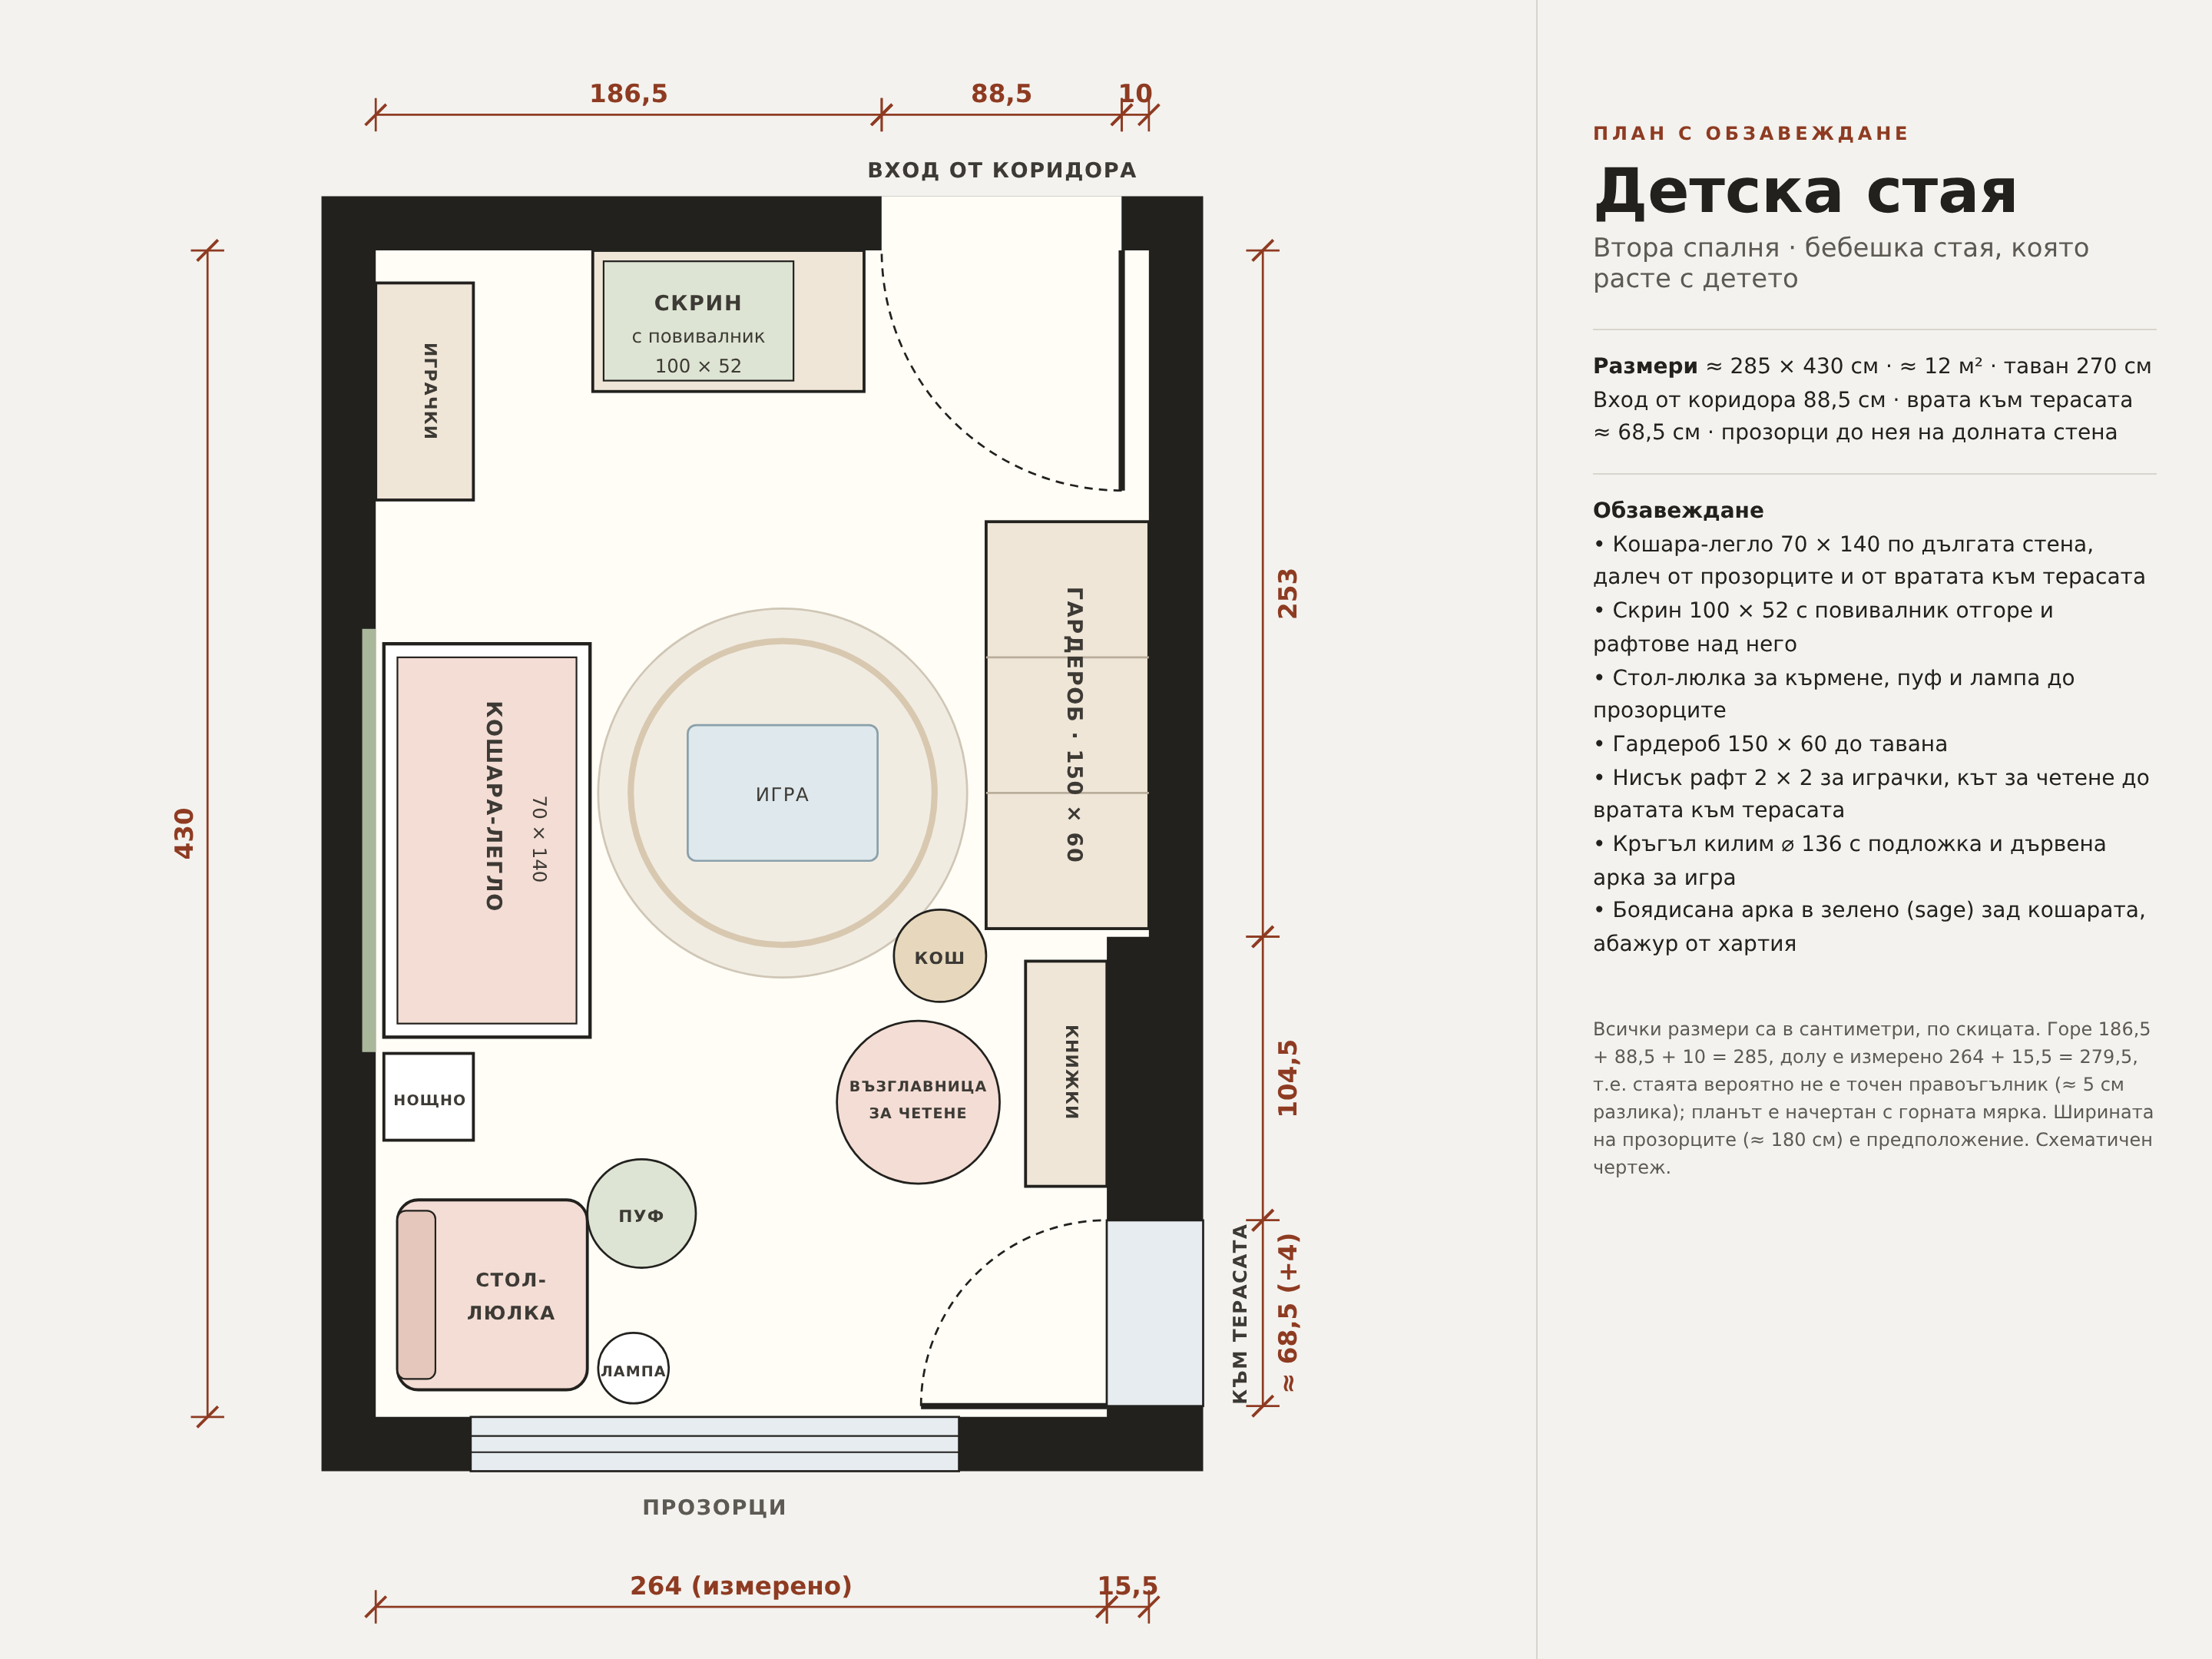 186,5
88,5
10
ВХОД ОТ КОРИДОРА
СКРИН
с повивалник
100 × 52
ИГРАЧКИ
430
253
ГАРДЕРОБ · 150 × 60
КОШАРА-ЛЕГЛО
70 × 140
ИГРА
КОШ
КНИЖКИ
104,5
ВЪЗГЛАВНИЦА
ЗА ЧЕТЕНЕ
НОЩНО
ПУФ
СТОЛ-
ЛЮЛКА
ЛАМПА
КЪМ ТЕРАСАТА
≈ 68,5 (+4)
ПРОЗОРЦИ
264 (измерено)
15,5
ПЛАН С ОБЗАВЕЖДАНЕ
Детска стая
Втора спалня · бебешка стая, която
расте с детето
Размери ≈ 285 × 430 см · ≈ 12 м² · таван 270 см
Вход от коридора 88,5 см · врата към терасата
≈ 68,5 см · прозорци до нея на долната стена
Обзавеждане
• Кошара-легло 70 × 140 по дългата стена,
далеч от прозорците и от вратата към терасата
• Скрин 100 × 52 с повивалник отгоре и
рафтове над него
• Стол-люлка за кърмене, пуф и лампа до
прозорците
• Гардероб 150 × 60 до тавана
• Нисък рафт 2 × 2 за играчки, кът за четене до
вратата към терасата
• Кръгъл килим ⌀ 136 с подложка и дървена
арка за игра
• Боядисана арка в зелено (sage) зад кошарата,
абажур от хартия
Всички размери са в сантиметри, по скицата. Горе 186,5
+ 88,5 + 10 = 285, долу е измерено 264 + 15,5 = 279,5,
т.е. стаята вероятно не е точен правоъгълник (≈ 5 см
разлика); планът е начертан с горната мярка. Ширината
на прозорците (≈ 180 см) е предположение. Схематичен
чертеж.